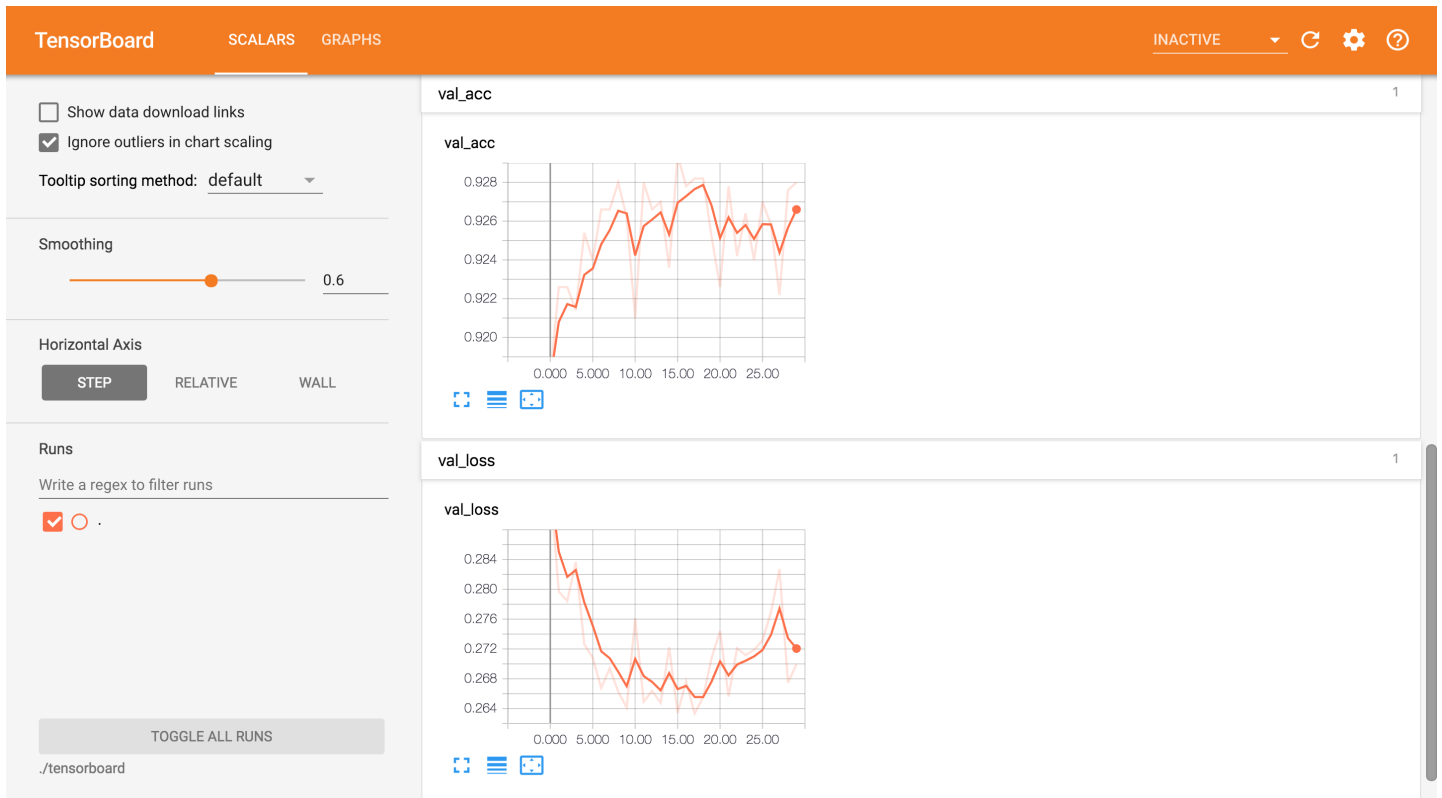 TensorBoard SCALARS GRAPHS INACTIVE
Show data download links
Ignore outliers in chart scaling
Tooltip sorting method: default
Smoothing
0.6
Horizontal Axis
STEP RELATIVE WALL
Runs
Write a regex to filter runs
.
TOGGLE ALL RUNS
./tensorboard
val_acc 1
val_acc
0.928
0.926
0.924
0.922
0.920
0.000 5.000 10.00 15.00 20.00 25.00
val_loss 1
val_loss
0.284
0.280
0.276
0.272
0.268
0.264
0.000 5.000 10.00 15.00 20.00 25.00